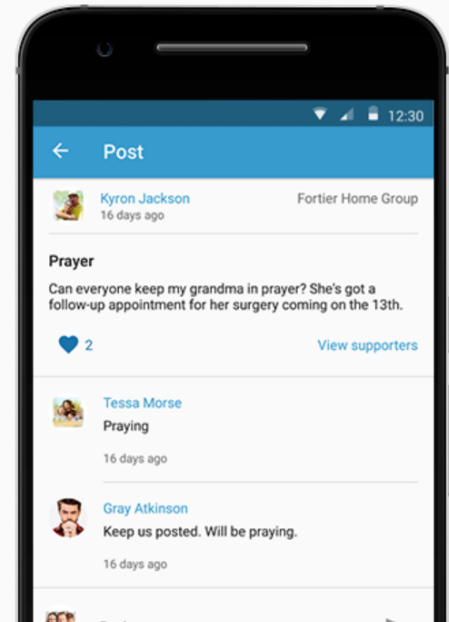 12:30
Post
Kyron Jackson
Fortier Home Group
16 days ago
Prayer
Can everyone keep my grandma in prayer? She's got a
follow-up appointment for her surgery coming on the 13th.
2
View supporters
Tessa Morse
Praying
16 days ago
Gray Atkinson
Keep us posted. Will be praying.
16 days ago